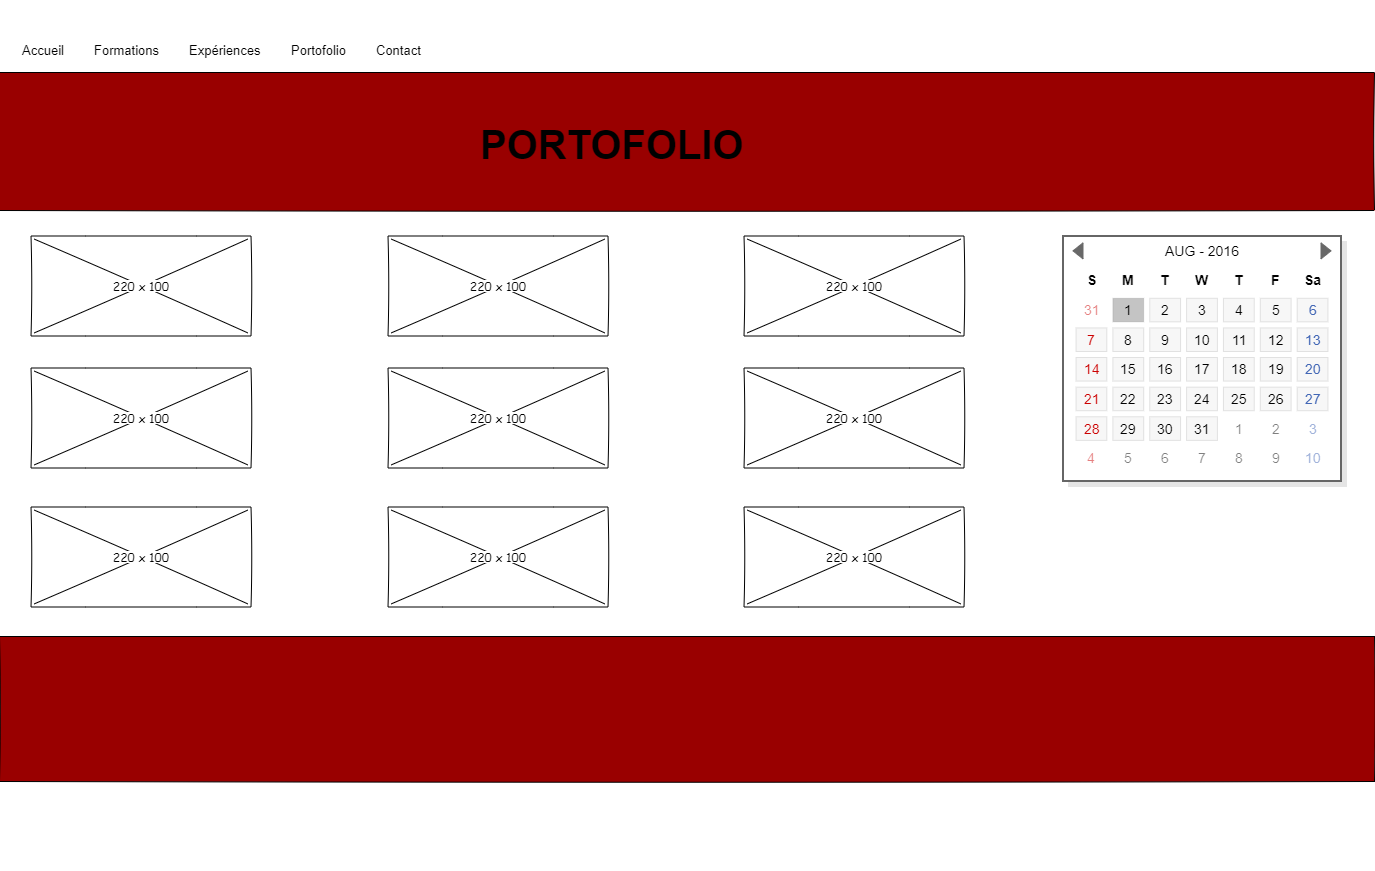 Accueil Formations Expériences Portofolio Contact
PORTOFOLIO
220 x 100 220 x 100 220 x 100
220 x 100 220 x 100 220 x 100
220 x 100 220 x 100 220 x 100
AUG - 2016
S M T W T F Sa
31 1 2 3 4 5 6
7 8 9 10 11 12 13
14 15 16 17 18 19 20
21 22 23 24 25 26 27
28 29 30 31 1 2 3
4 5 6 7 8 9 10